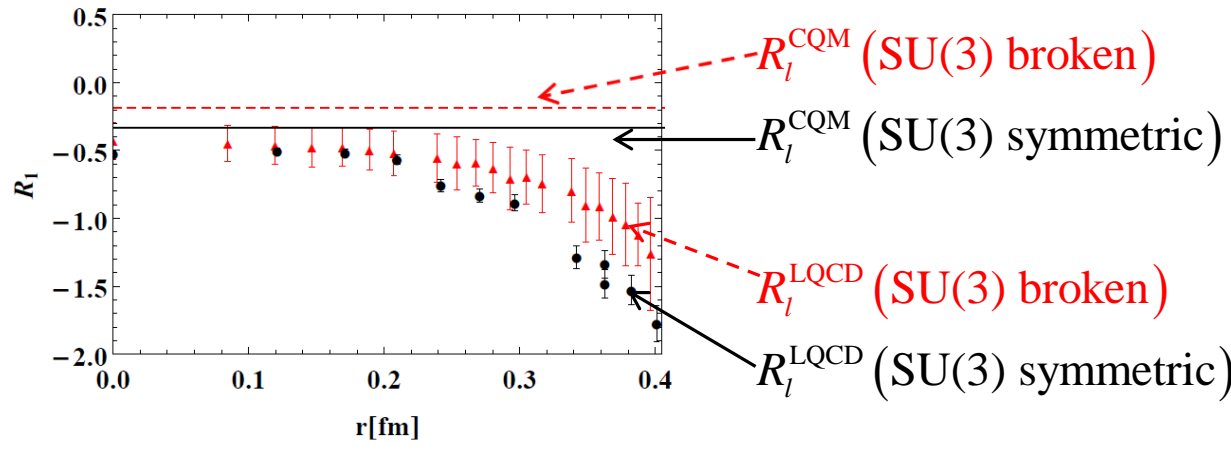 0.5
0.0
−0.5
−1.0
−1.5
−2.0
R₁
0.0 0.1 0.2 0.3 0.4
r[fm]
R_l^CQM (SU(3) broken)
R_l^CQM (SU(3) symmetric)
R_l^LQCD (SU(3) broken)
R_l^LQCD (SU(3) symmetric)